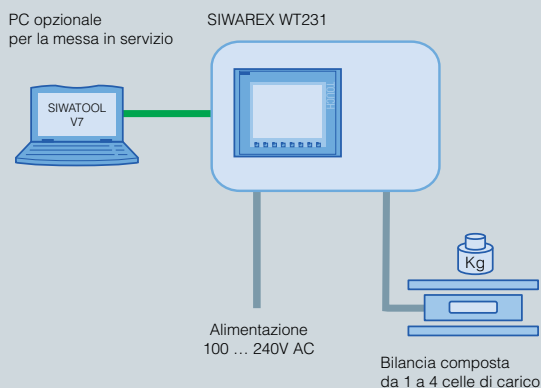 PC opzionale
per la messa in servizio
SIWAREX WT231
SIWATOOL
V7
Kg
Alimentazione
100 … 240V AC
Bilancia composta
da 1 a 4 celle di carico